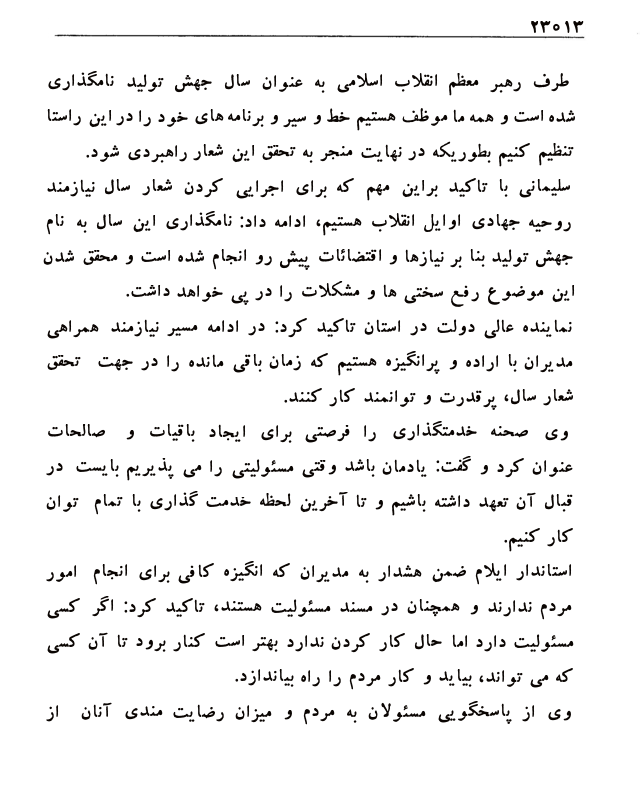 ۲۳۰۱۳
طرف رهبر معظم انقلاب اسلامی به عنوان سال جهش تولید نامگذاری
شده است و همه ما موظف هستیم خط و سیر و برنامه های خود را در این راستا
تنظیم کنیم بطوریکه در نهایت منجر به تحقق این شعار راهبردی شود.
سلیمانی با تاکید براین مهم که برای اجرایی کردن شعار سال نیازمند
روحیه جهادی اوایل انقلاب هستیم، ادامه داد: نامگذاری این سال به نام
جهش تولید بنا بر نیازها و اقتضائات پیش رو انجام شده است و محقق شدن
این موضوع رفع سختی ها و مشکلات را در پی خواهد داشت.
نماینده عالی دولت در استان تاکید کرد: در ادامه مسیر نیازمند همراهی
مدیران با اراده و پرانگیزه هستیم که زمان باقی مانده را در جهت تحقق
شعار سال، پرقدرت و توانمند کار کنند.
وی صحنه خدمتگذاری را فرصتی برای ایجاد باقیات و صالحات
عنوان کرد و گفت: یادمان باشد وقتی مسئولیتی را می پذیریم بایست در
قبال آن تعهد داشته باشیم و تا آخرین لحظه خدمت گذاری با تمام توان
کار کنیم.
استاندار ایلام ضمن هشدار به مدیران که انگیزه کافی برای انجام امور
مردم ندارند و همچنان در مسند مسئولیت هستند، تاکید کرد: اگر کسی
مسئولیت دارد اما حال کار کردن ندارد بهتر است کنار برود تا آن کسی
که می تواند، بیاید و کار مردم را راه بیاندازد.
وی از پاسخگویی مسئولان به مردم و میزان رضایت مندی آنان از